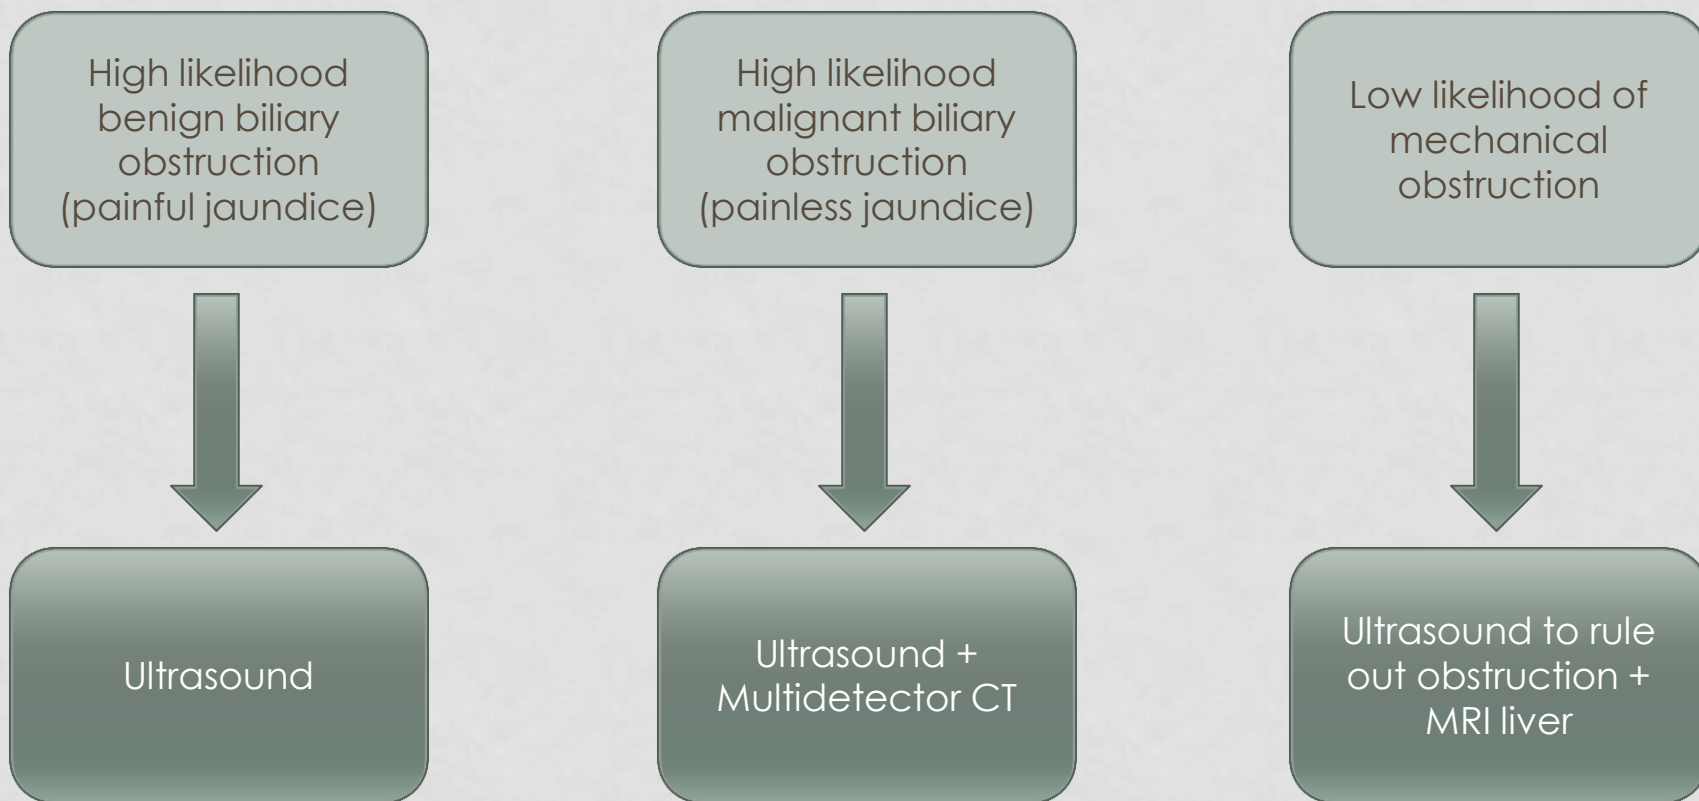 High likelihood
benign biliary
obstruction
(painful jaundice)
High likelihood
malignant biliary
obstruction
(painless jaundice)
Low likelihood of
mechanical
obstruction
Ultrasound
Ultrasound +
Multidetector CT
Ultrasound to rule
out obstruction +
MRI liver